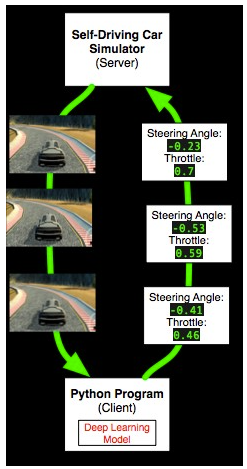 Self-Driving Car
Simulator
(Server)
Steering Angle:
-0.23
Throttle:
0.7
Steering Angle:
-0.53
Throttle:
0.59
Steering Angle:
-0.41
Throttle:
0.46
Python Program
(Client)
Deep Learning
Model